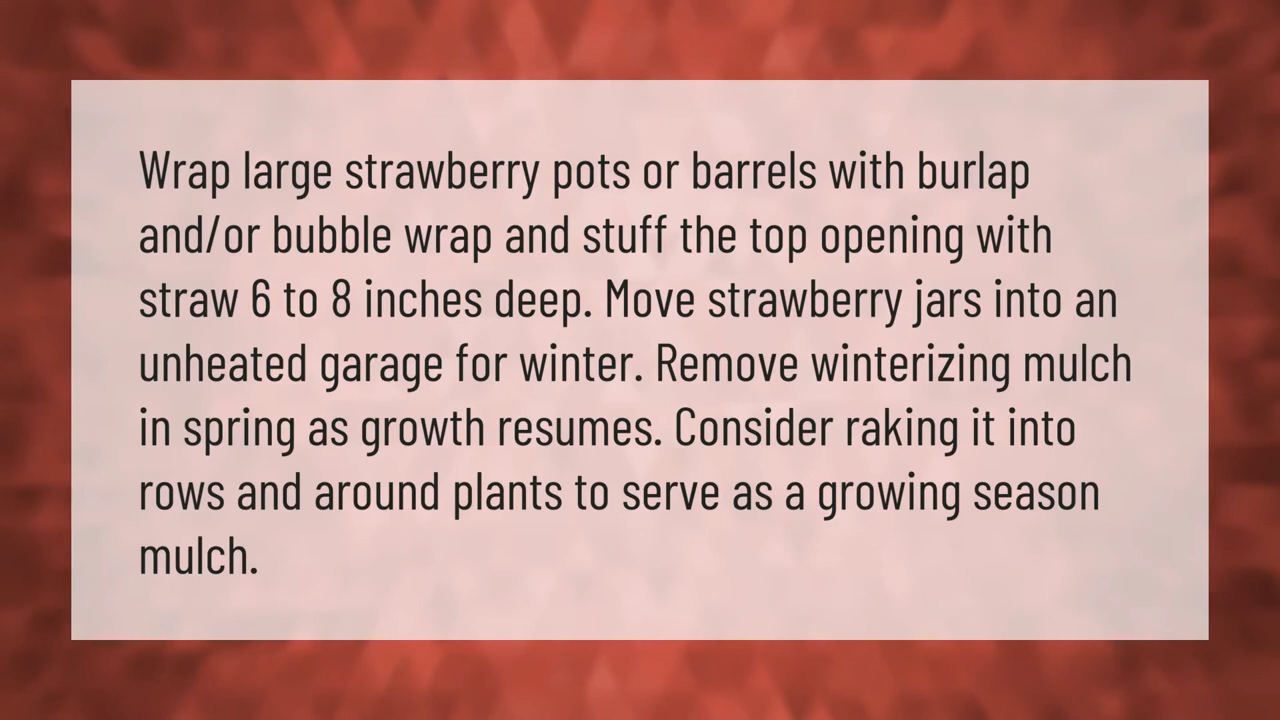 Wrap large strawberry pots or barrels with burlap
and/or bubble wrap and stuff the top opening with
straw 6 to 8 inches deep. Move strawberry jars into an
unheated garage for winter. Remove winterizing mulch
in spring as growth resumes. Consider raking it into
rows and around plants to serve as a growing season
mulch.